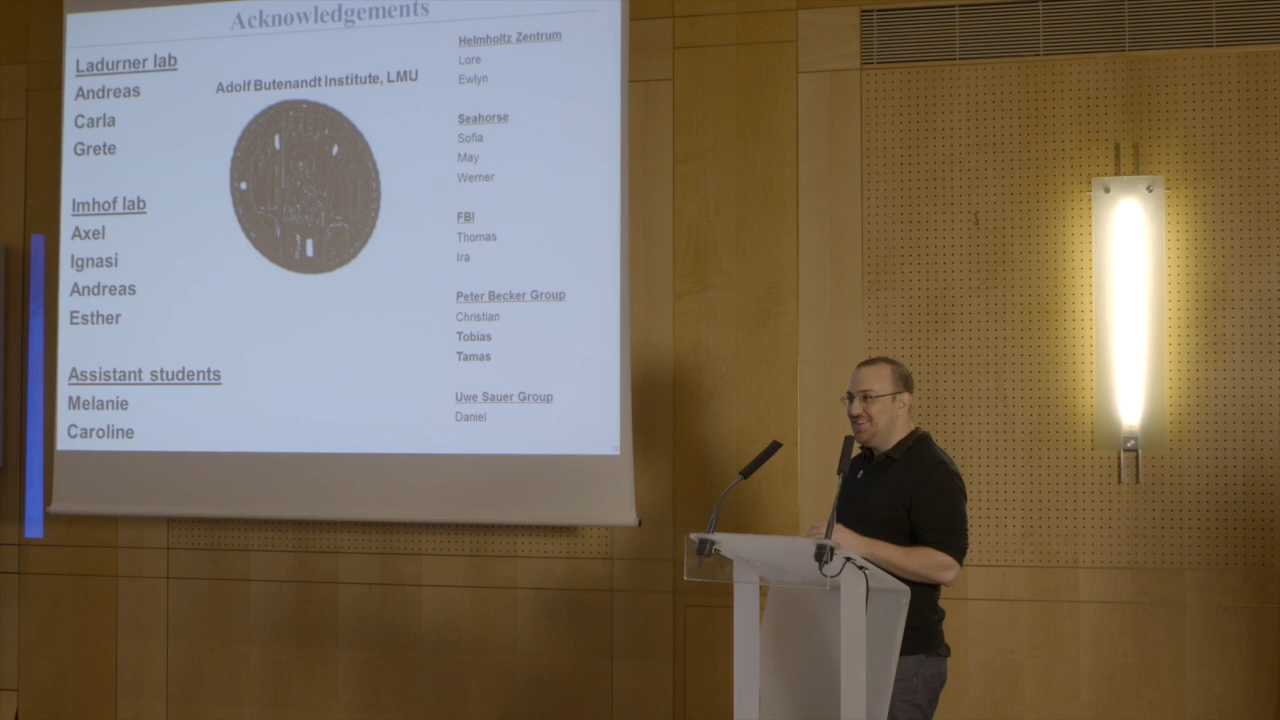 Acknowledgements
Ladurner lab
Andreas
Carla
Grete
Imhof lab
Axel
Ignasi
Andreas
Esther
Assistant students
Melanie
Caroline
Adolf Butenandt Institute, LMU
Helmholtz Zentrum
Lore
Ewlyn
Seahorse
Sofia
May
Werner
FBI
Thomas
Ira
Peter Becker Group
Christian
Tobias
Tamas
Uwe Sauer Group
Daniel